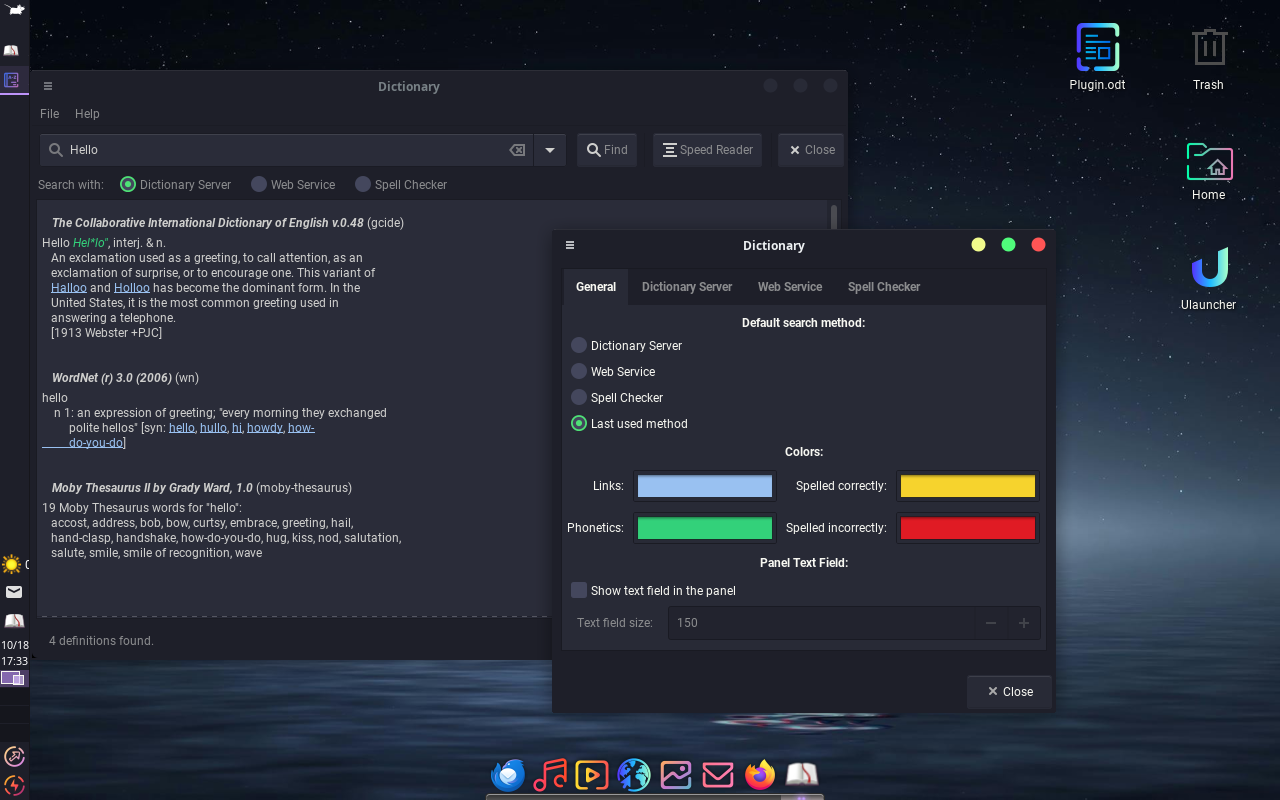 Plugin.odt
Trash
Home
Ulauncher
Dictionary
File Help
Hello
Find
Speed Reader
Close
Search with: Dictionary Server Web Service Spell Checker
The Collaborative International Dictionary of English v.0.48 (gcide)
Hello Hel*lo", interj. & n.
An exclamation used as a greeting, to call attention, as an
exclamation of surprise, or to encourage one. This variant of
Halloo and Holloo has become the dominant form. In the
United States, it is the most common greeting used in
answering a telephone.
[1913 Webster +PJC]
WordNet (r) 3.0 (2006) (wn)
hello
n 1: an expression of greeting; "every morning they exchanged
polite hellos" [syn: hello, hullo, hi, howdy, how-
do-you-do]
Moby Thesaurus II by Grady Ward, 1.0 (moby-thesaurus)
19 Moby Thesaurus words for "hello":
accost, address, bob, bow, curtsy, embrace, greeting, hail,
hand-clasp, handshake, how-do-you-do, hug, kiss, nod, salutation,
salute, smile, smile of recognition, wave
4 definitions found.
Dictionary
General Dictionary Server Web Service Spell Checker
Default search method:
Dictionary Server
Web Service
Spell Checker
Last used method
Colors:
Links: Spelled correctly:
Phonetics: Spelled incorrectly:
Panel Text Field:
Show text field in the panel
Text field size: 150
Close
10/18
17:33